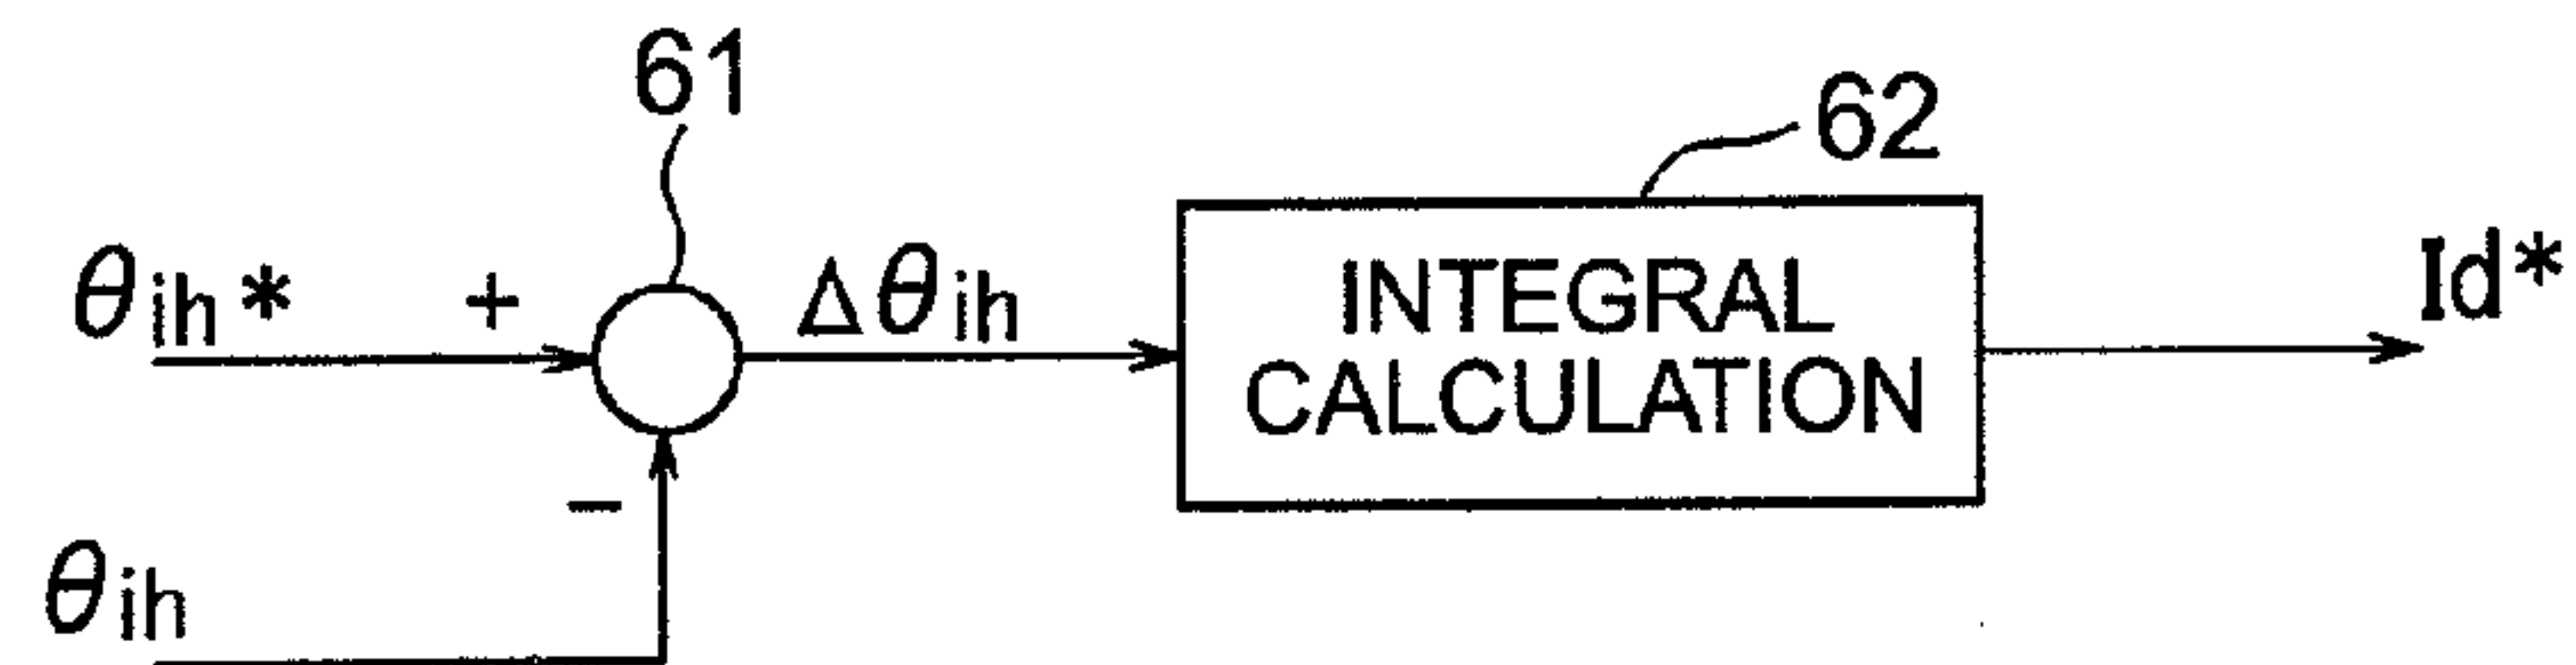 61
62
θih* + Δθih INTEGRAL Id*
CALCULATION
−
θih